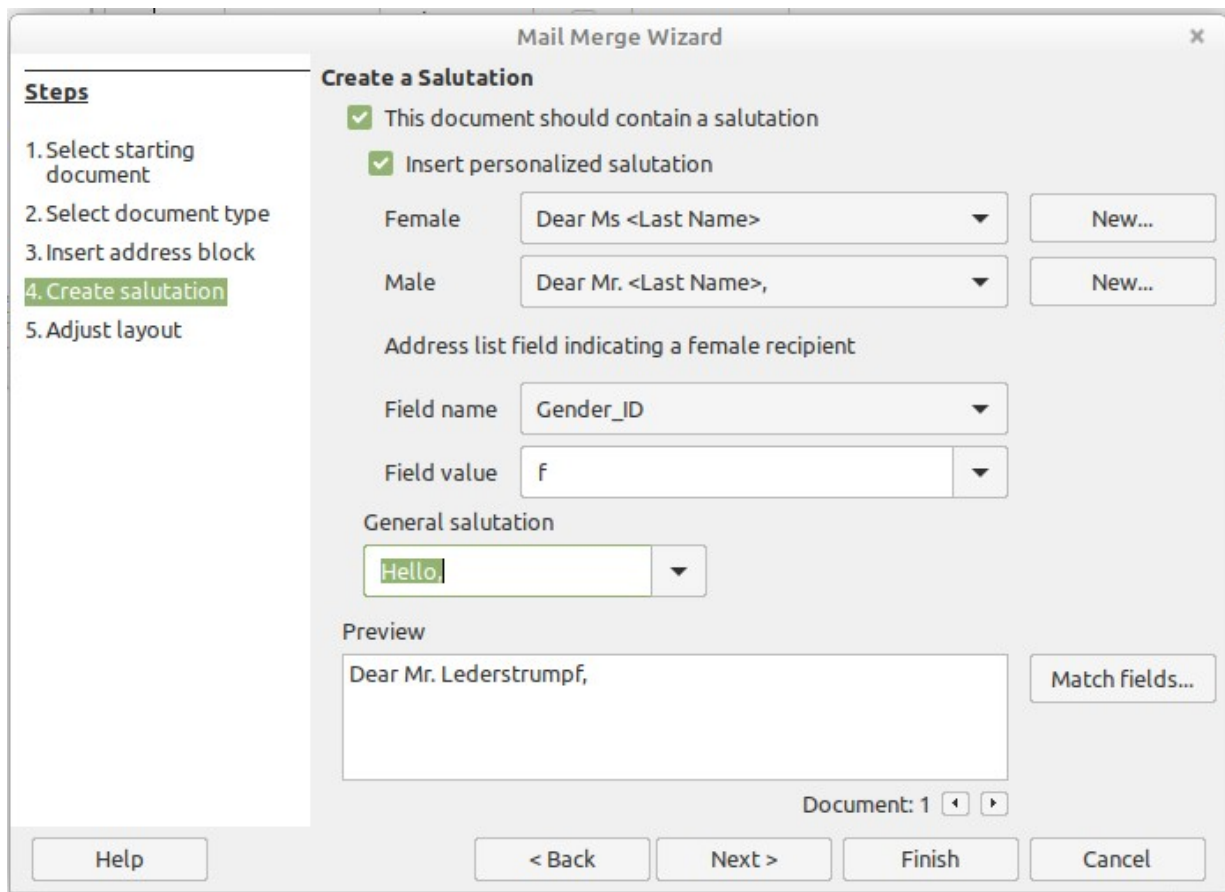 Mail Merge Wizard
Steps
1. Select starting
document
2. Select document type
3. Insert address block
4. Create salutation
5. Adjust layout
Create a Salutation
This document should contain a salutation
Insert personalized salutation
Female Dear Ms <Last Name> New...
Male Dear Mr. <Last Name>, New...
Address list field indicating a female recipient
Field name Gender_ID
Field value f
General salutation
Hello,
Preview
Dear Mr. Lederstrumpf,
Match fields...
Document: 1
Help < Back Next > Finish Cancel